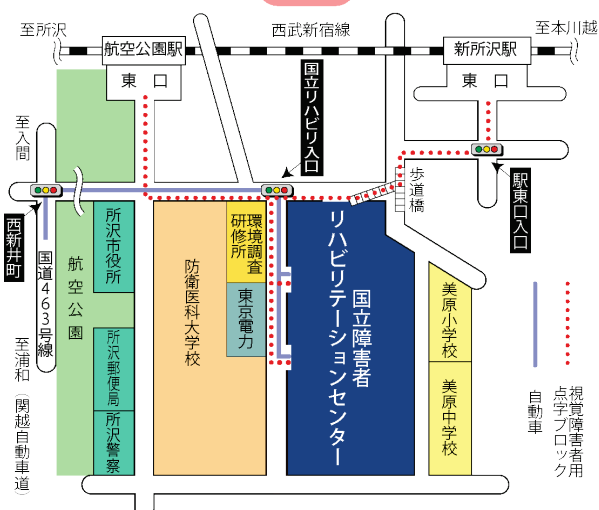 至所沢
西武新宿線
至本川越
航空公園駅
新所沢駅
東口
東口
国立リハビリ入口
至入間
歩道橋
駅東口入口
西新井町
国道463号線
航空公園
所沢市役所
環境調査
研修所
防衛医科大学校
東京電力
国立障害者
リハビリテーションセンター
美原小学校
美原中学校
所沢郵便局
所沢警察
至浦和(関越自動車道)
自動車
視覚障害者用
点字ブロック